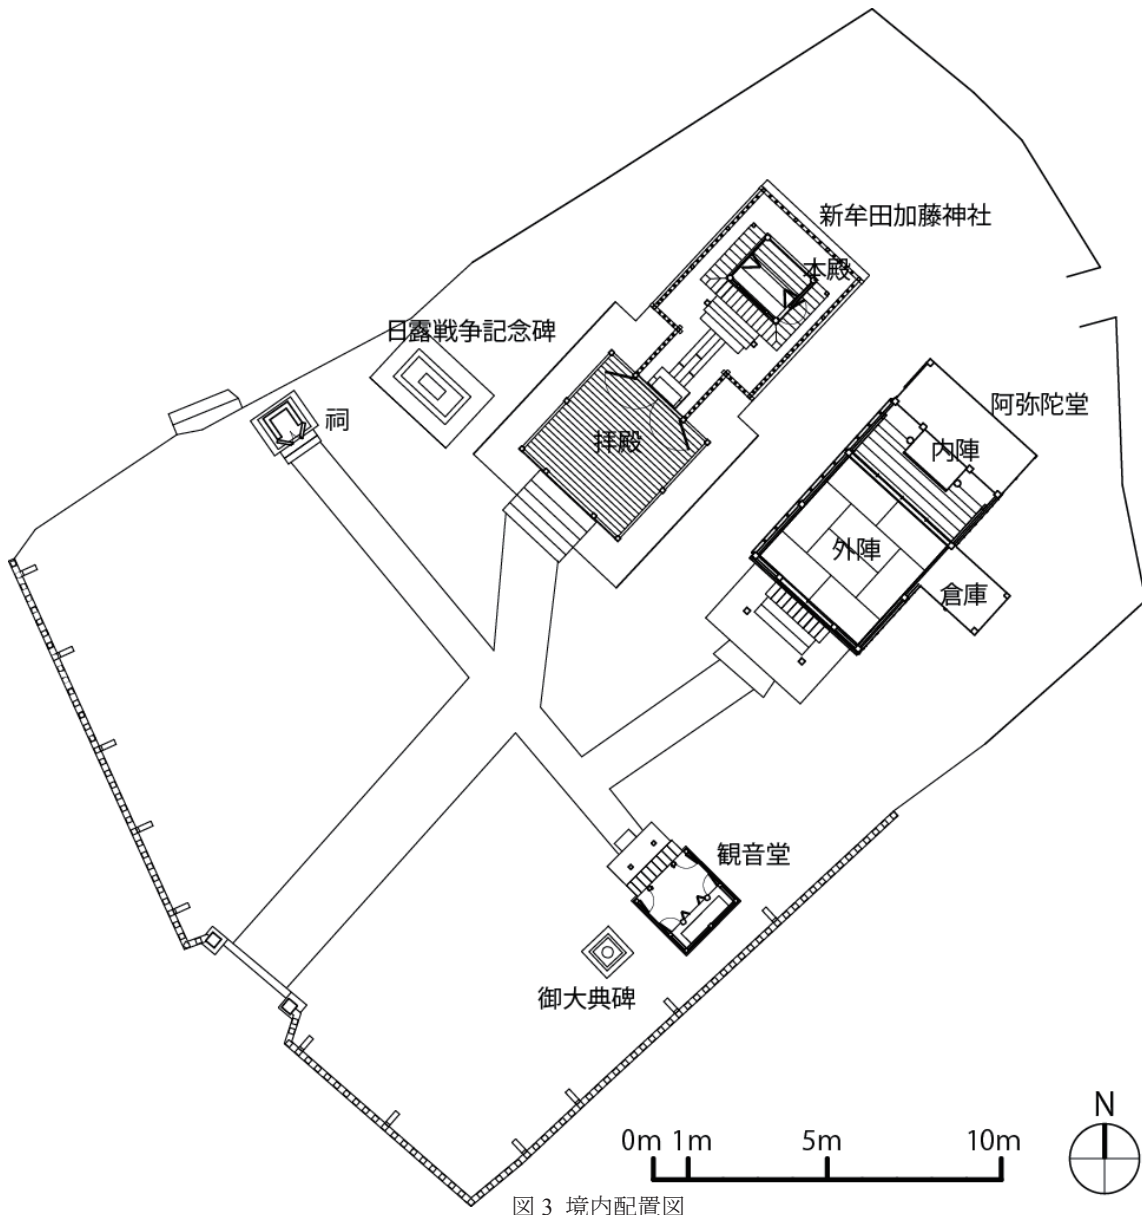 新牟田加藤神社
本殿
日露戦争記念碑
祠
拝殿
阿弥陀堂
内陣
外陣
倉庫
観音堂
御大典碑
N
0m 1m 5m 10m
図 3 境内配置図